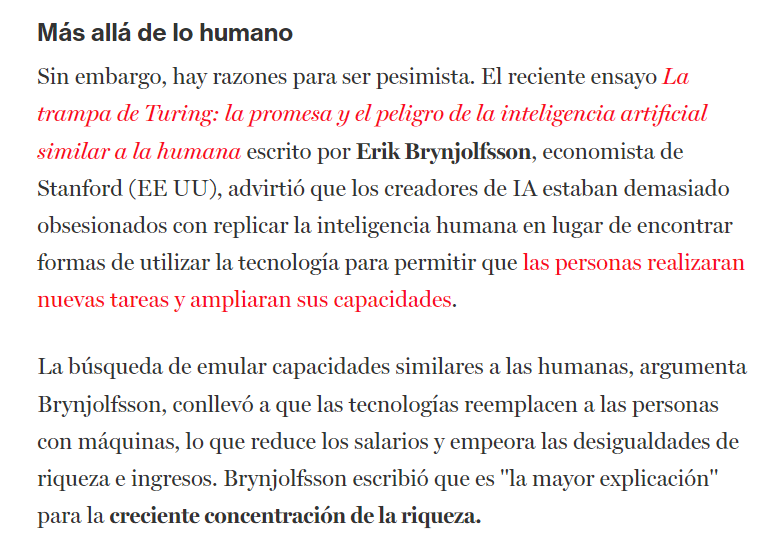 Más allá de lo humano
Sin embargo, hay razones para ser pesimista. El reciente ensayo La
trampa de Turing: la promesa y el peligro de la inteligencia artificial
similar a la humana escrito por Erik Brynjolfsson, economista de
Stanford (EE UU), advirtió que los creadores de IA estaban demasiado
obsesionados con replicar la inteligencia humana en lugar de encontrar
formas de utilizar la tecnología para permitir que las personas realizaran
nuevas tareas y ampliaran sus capacidades.
La búsqueda de emular capacidades similares a las humanas, argumenta
Brynjolfsson, conllevó a que las tecnologías reemplacen a las personas
con máquinas, lo que reduce los salarios y empeora las desigualdades de
riqueza e ingresos. Brynjolfsson escribió que es "la mayor explicación"
para la creciente concentración de la riqueza.